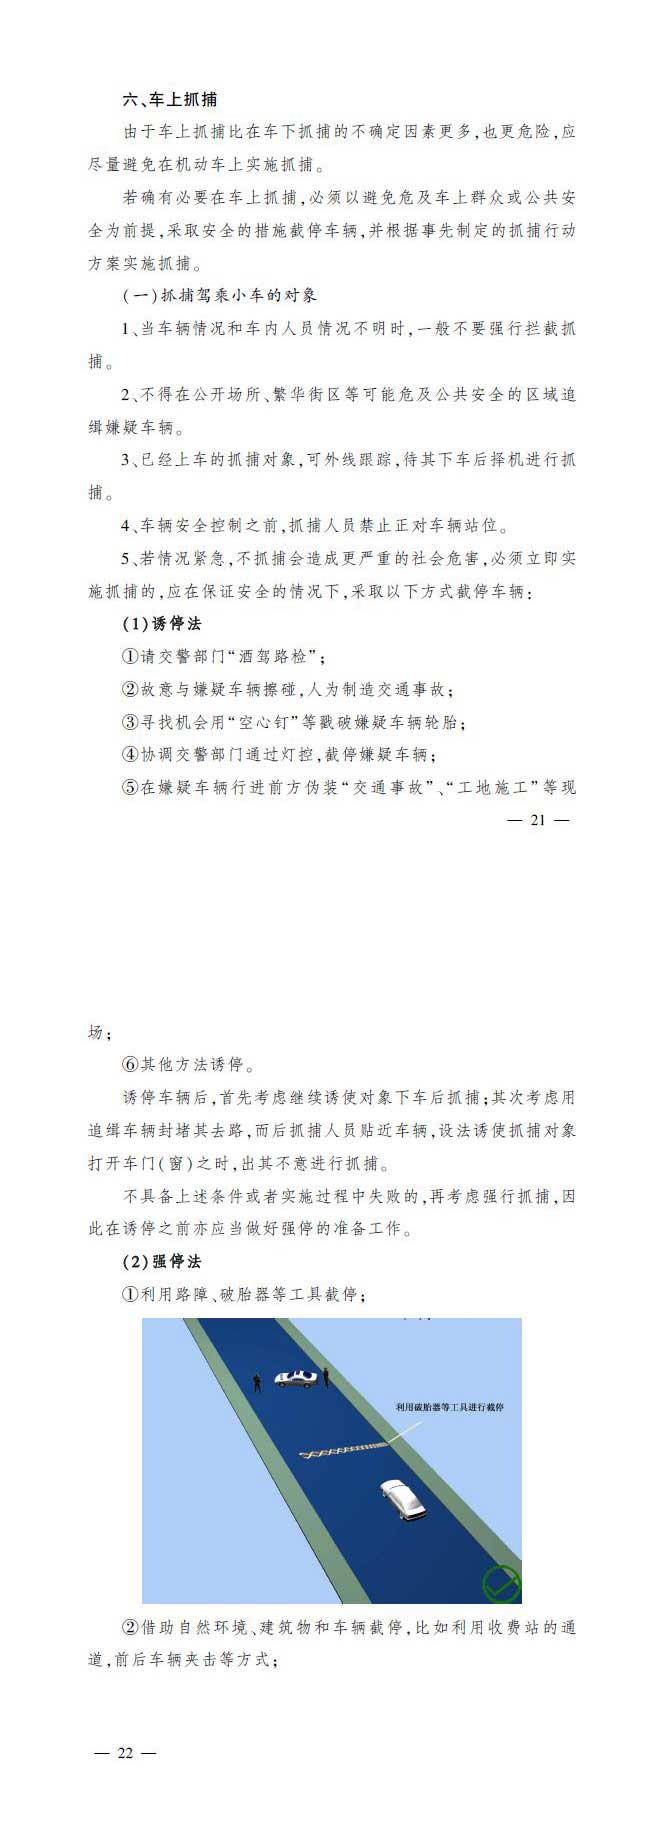 六、车上抓捕
由于车上抓捕比在车下抓捕的不确定因素更多,也更危险,应
尽量避免在机动车上实施抓捕。
若确有必要在车上抓捕,必须以避免危及车上群众或公共安
全为前提,采取安全的措施截停车辆,并根据事先制定的抓捕行动
方案实施抓捕。
(一)抓捕驾乘小车的对象
1、当车辆情况和车内人员情况不明时,一般不要强行拦截抓
捕。
2、不得在公开场所、繁华街区等可能危及公共安全的区域追
缉嫌疑车辆。
3、已经上车的抓捕对象,可外线跟踪,待其下车后择机进行抓
捕。
4、车辆安全控制之前,抓捕人员禁止正对车辆站位。
5、若情况紧急,不抓捕会造成更严重的社会危害,必须立即实
施抓捕的,应在保证安全的情况下,采取以下方式截停车辆:
(1)诱停法
①请交警部门“酒驾路检”;
②故意与嫌疑车辆擦碰,人为制造交通事故;
③寻找机会用“空心钉”等戳破嫌疑车辆轮胎;
④协调交警部门通过灯控,截停嫌疑车辆;
⑤在嫌疑车辆行进前方伪装“交通事故”、“工地施工”等现
— 21 —
场;
⑥其他方法诱停。
诱停车辆后,首先考虑继续诱使对象下车后抓捕;其次考虑用
追缉车辆封堵其去路,而后抓捕人员贴近车辆,设法诱使抓捕对象
打开车门(窗)之时,出其不意进行抓捕。
不具备上述条件或者实施过程中失败的,再考虑强行抓捕,因
此在诱停之前亦应当做好强停的准备工作。
(2)强停法
①利用路障、破胎器等工具截停;
利用破胎器等工具进行截停
②借助自然环境、建筑物和车辆截停,比如利用收费站的通
道,前后车辆夹击等方式;
— 22 —